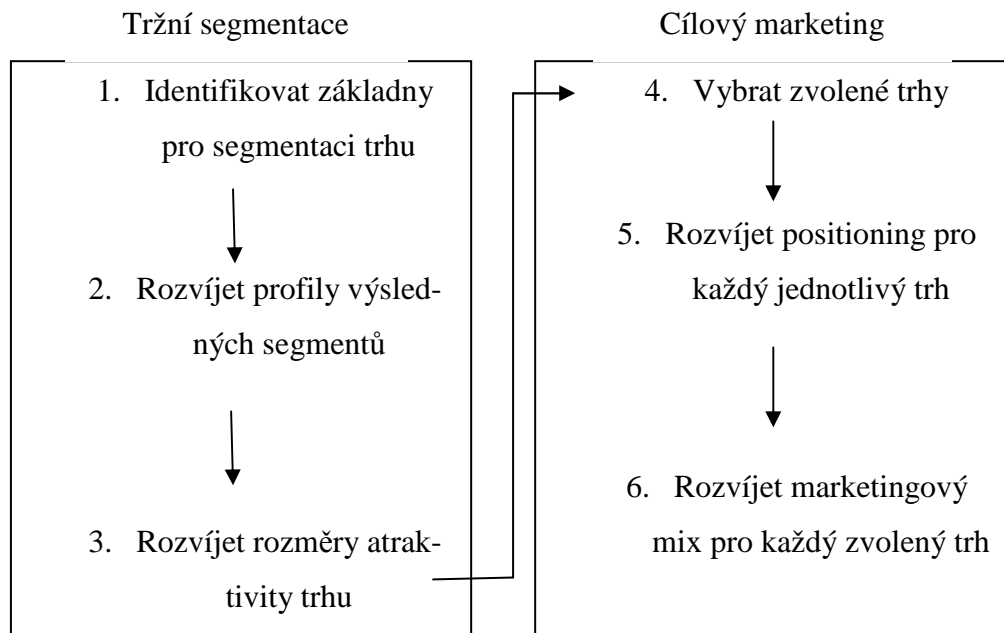 Tržní segmentace
1. Identifikovat základny
pro segmentaci trhu
2. Rozvíjet profily výsled-
ných segmentů
3. Rozvíjet rozměry atrak-
tivity trhu
Cílový marketing
4. Vybrat zvolené trhy
5. Rozvíjet positioning pro
každý jednotlivý trh
6. Rozvíjet marketingový
mix pro každý zvolený trh